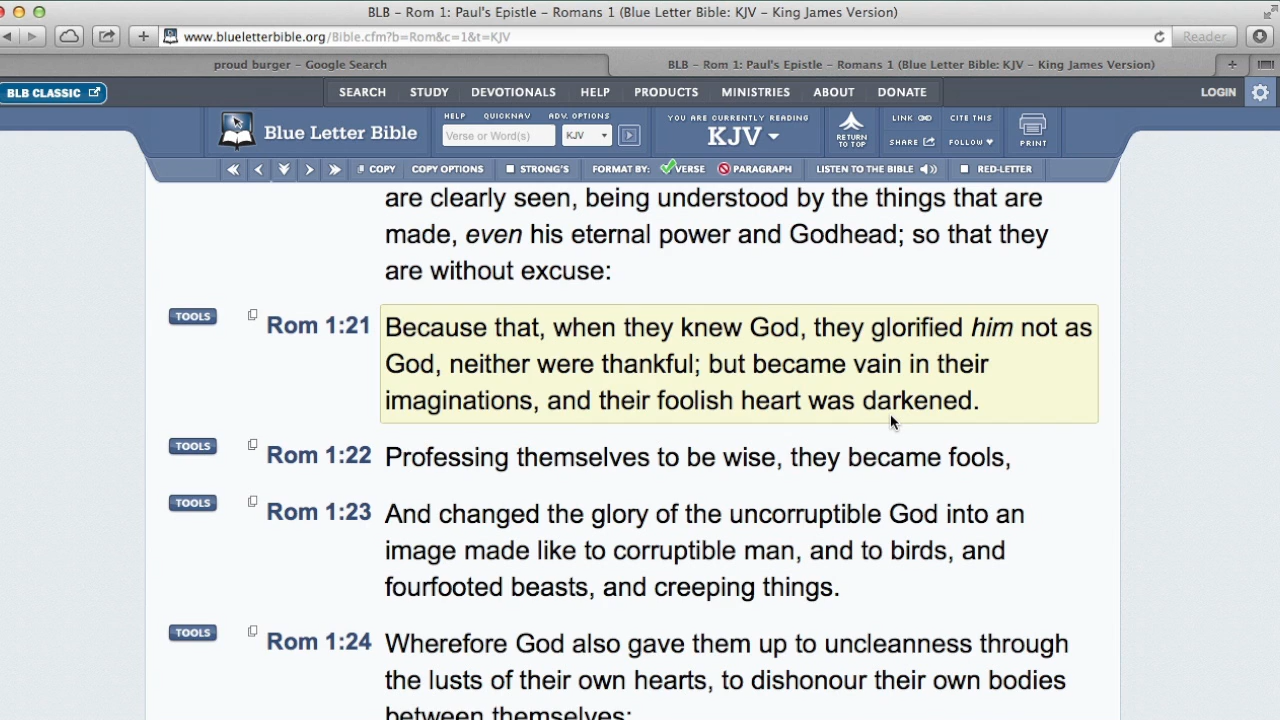 BLB – Rom 1: Paul's Epistle – Romans 1 (Blue Letter Bible: KJV – King James Version)
www.blueletterbible.org/Bible.cfm?b=Rom&c=1&t=KJV
Reader
proud burger – Google Search
BLB – Rom 1: Paul's Epistle – Romans 1 (Blue Letter Bible: KJV – King James Version)
BLB CLASSIC
SEARCH STUDY DEVOTIONALS HELP PRODUCTS MINISTRIES ABOUT DONATE
LOGIN
Blue Letter Bible
HELP QUICKNAV ADV. OPTIONS
Verse or Word(s) KJV
YOU ARE CURRENTLY READING
KJV
RETURN
TO TOP
LINK CITE THIS
SHARE FOLLOW
PRINT
COPY COPY OPTIONS STRONG'S FORMAT BY: VERSE PARAGRAPH LISTEN TO THE BIBLE RED-LETTER
are clearly seen, being understood by the things that are
made, even his eternal power and Godhead; so that they
are without excuse:
TOOLS Rom 1:21 Because that, when they knew God, they glorified him not as
God, neither were thankful; but became vain in their
imaginations, and their foolish heart was darkened.
TOOLS Rom 1:22 Professing themselves to be wise, they became fools,
TOOLS Rom 1:23 And changed the glory of the uncorruptible God into an
image made like to corruptible man, and to birds, and
fourfooted beasts, and creeping things.
TOOLS Rom 1:24 Wherefore God also gave them up to uncleanness through
the lusts of their own hearts, to dishonour their own bodies
between themselves: